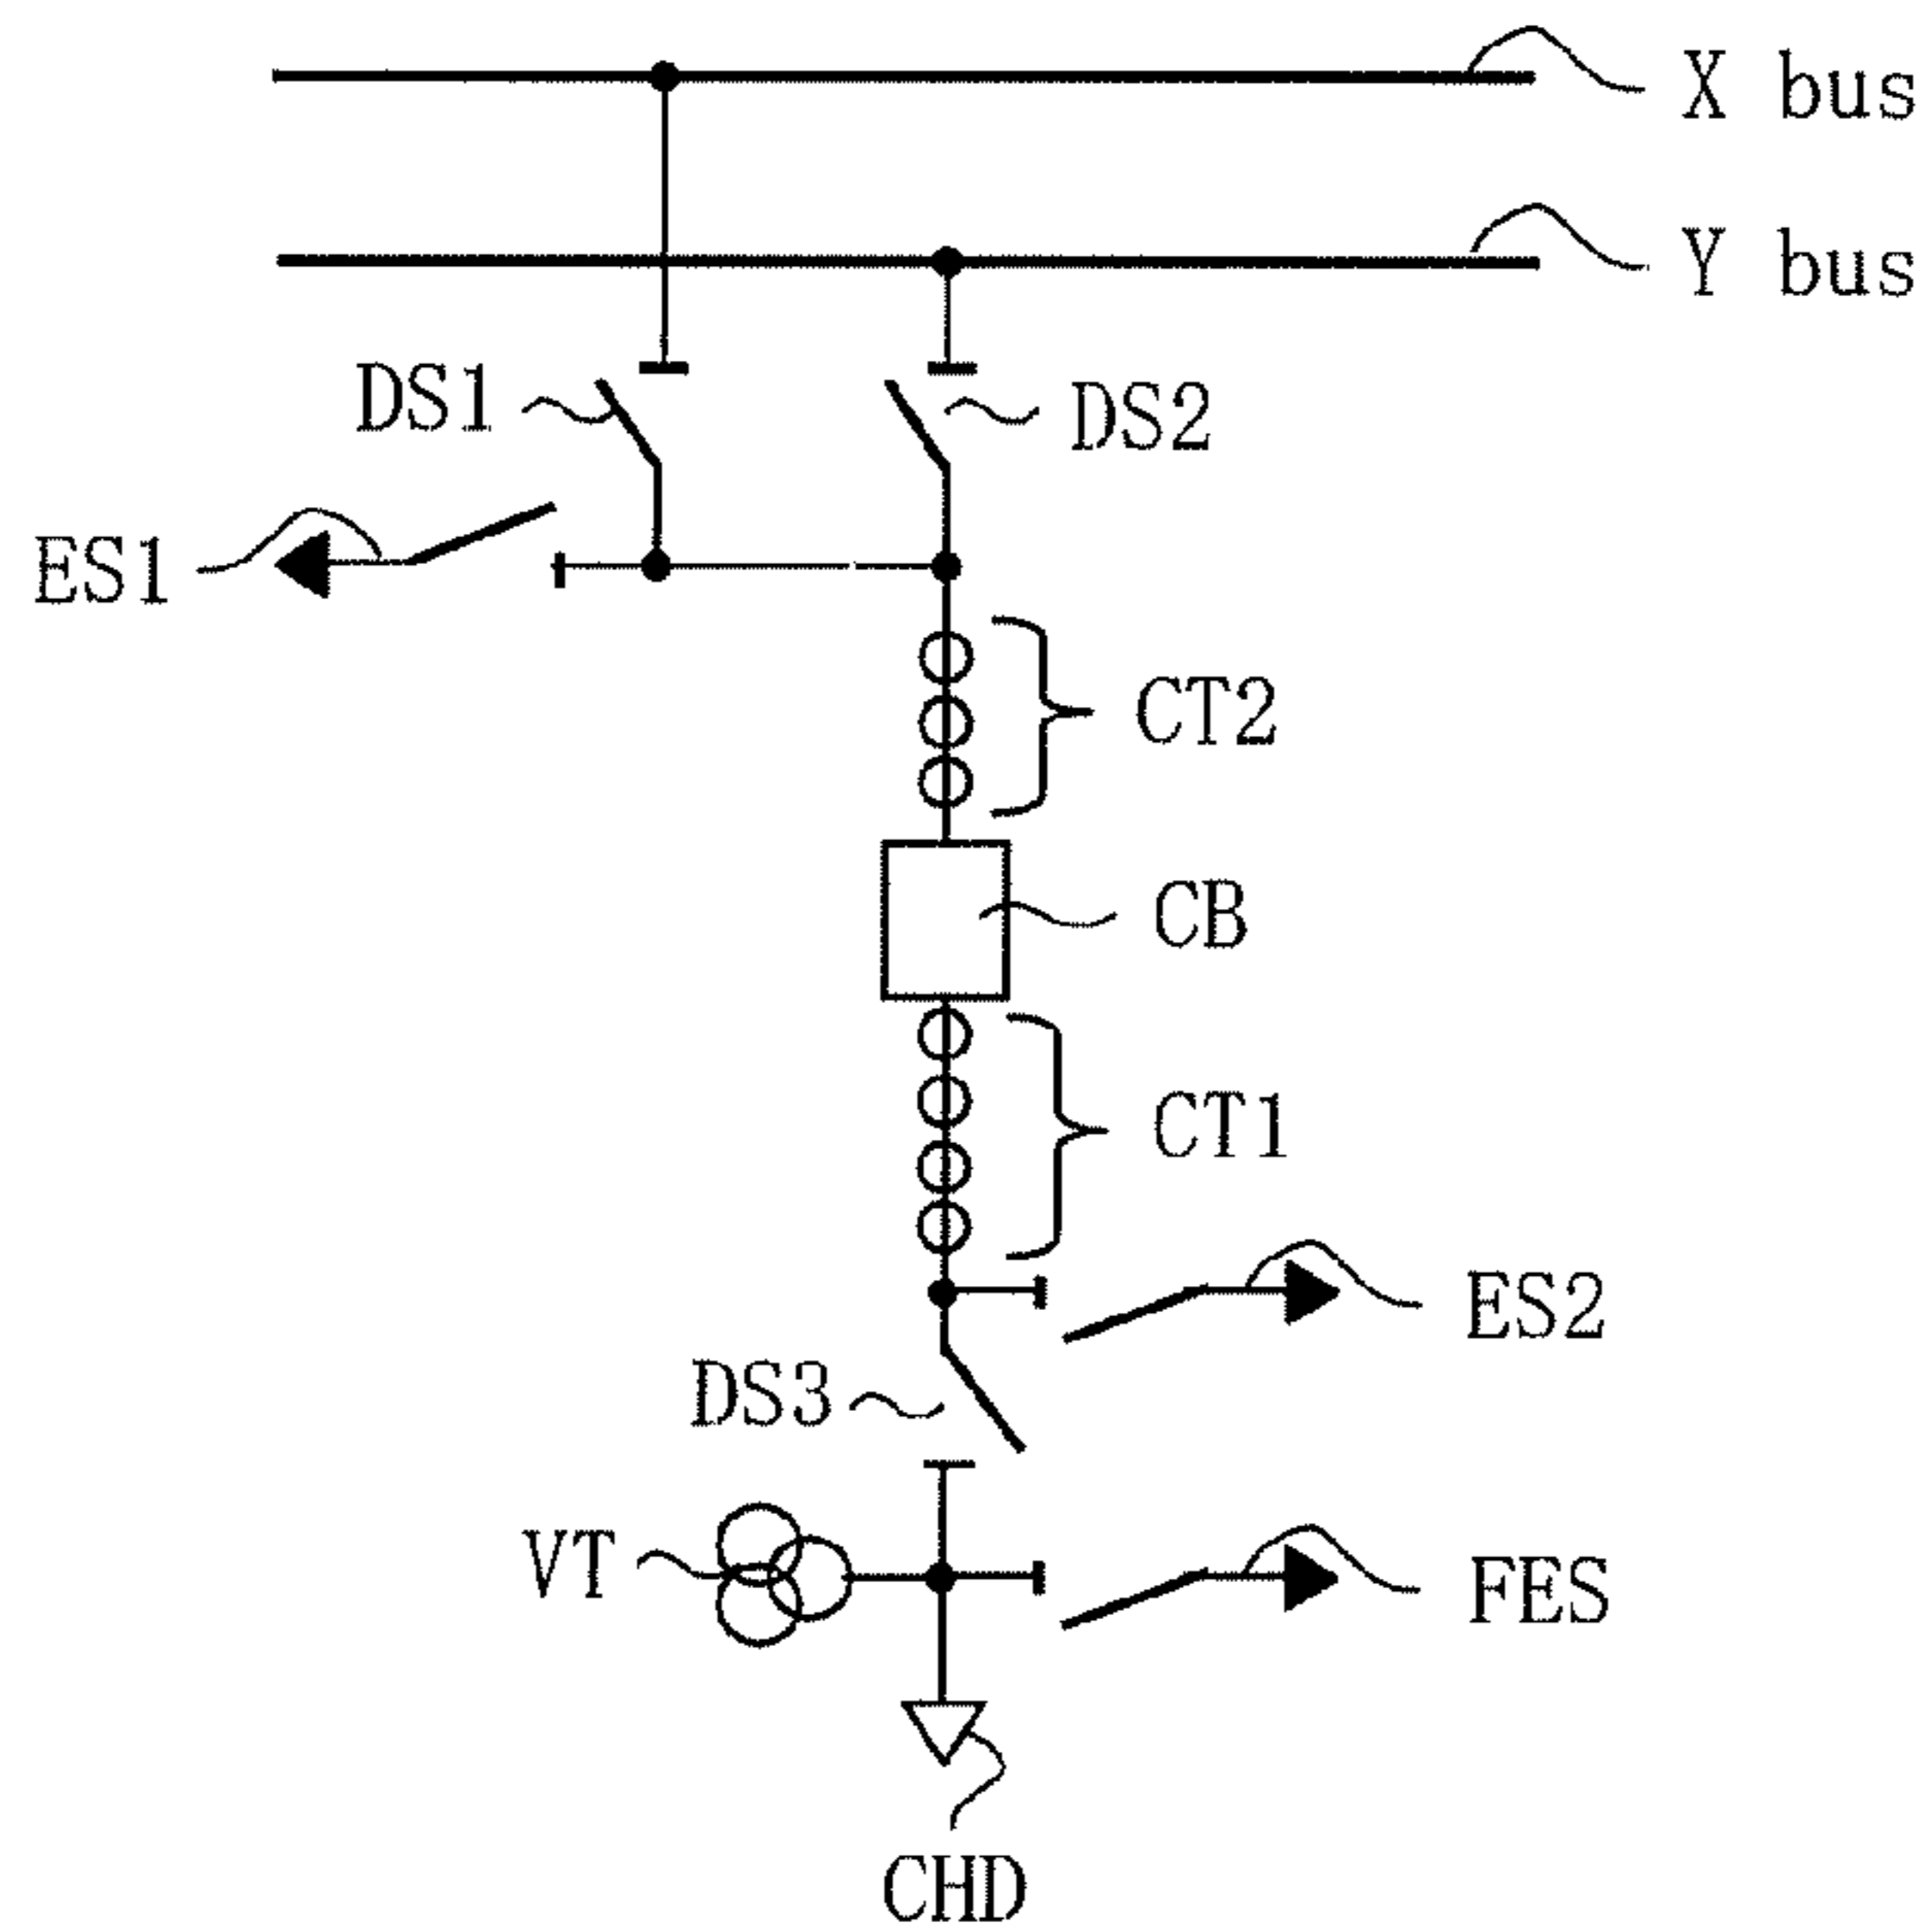 X bus
Y bus
DS1
DS2
ES1
CT2
CB
CT1
ES2
DS3
VT
FES
CHD